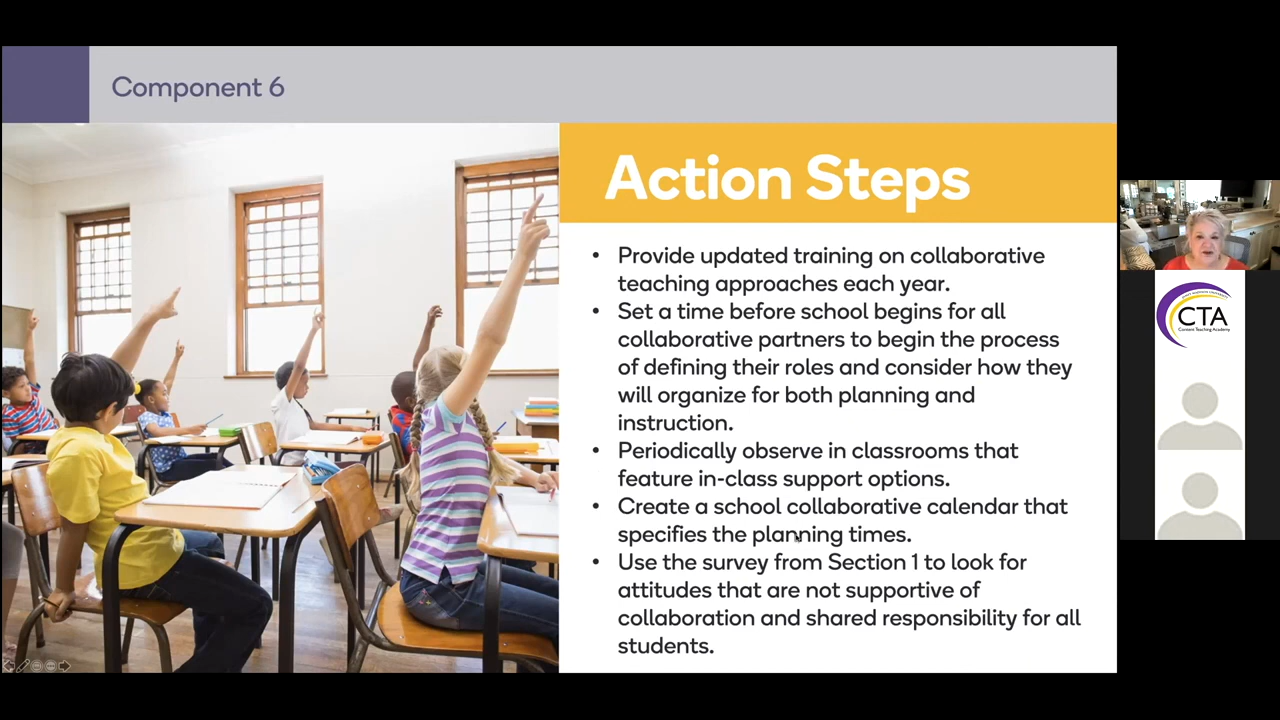 Component 6
Action Steps
• Provide updated training on collaborative
teaching approaches each year.
• Set a time before school begins for all
collaborative partners to begin the process
of defining their roles and consider how they
will organize for both planning and
instruction.
• Periodically observe in classrooms that
feature in-class support options.
• Create a school collaborative calendar that
specifies the planning times.
• Use the survey from Section 1 to look for
attitudes that are not supportive of
collaboration and shared responsibility for all
students.
CTA
Content Teaching Academy